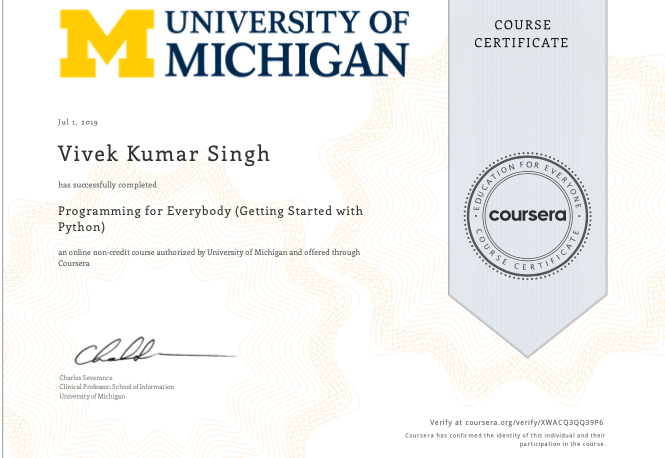 UNIVERSITY OF
MICHIGAN
COURSE
CERTIFICATE
Jul 1, 2019
Vivek Kumar Singh
has successfully completed
Programming for Everybody (Getting Started with
Python)
an online non-credit course authorized by University of Michigan and offered through
Coursera
EDUCATION FOR EVERYONE
coursera
COURSE CERTIFICATE
Charles Severance
Clinical Professor, School of Information
University of Michigan
Verify at coursera.org/verify/XWACQ3QQ39P6
Coursera has confirmed the identity of this individual and their
participation in the course.